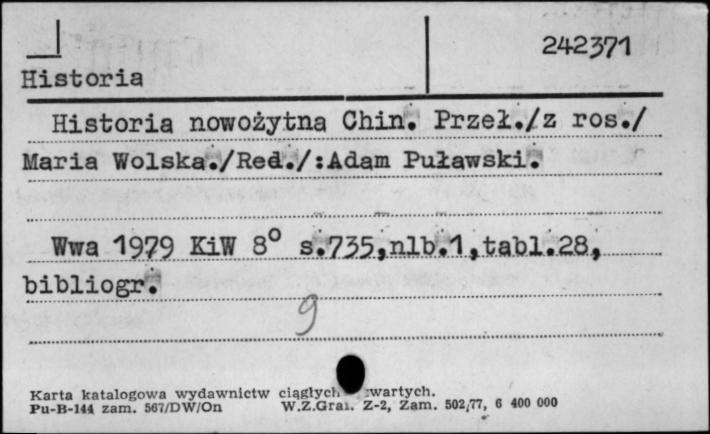 242371
Historia
Historia nowożytna Chin. Przeł./z ros./
Maria Wolska./Red./:Adam Puławski.
Wwa 1979 KiW 8° s.735,nlb.1,tabl.28,
bibliogr.
9
Karta katalogowa wydawnictw ciągłych zwartych.
Pu-B-144 zam. 567/DW/On W.Z.Graf. Z-2, Zam. 502/77, 6 400 000